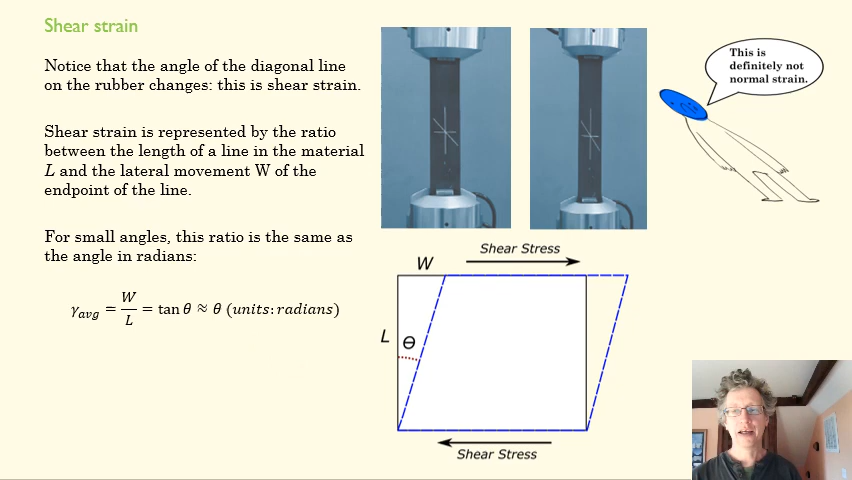 Shear strain
Notice that the angle of the diagonal line
on the rubber changes: this is shear strain.
Shear strain is represented by the ratio
between the length of a line in the material
L and the lateral movement W of the
endpoint of the line.
For small angles, this ratio is the same as
the angle in radians:
γavg = W/L = tan θ ≈ θ (units: radians)
This is
definitely not
normal strain.
Shear Stress
W
L
Θ
Shear Stress